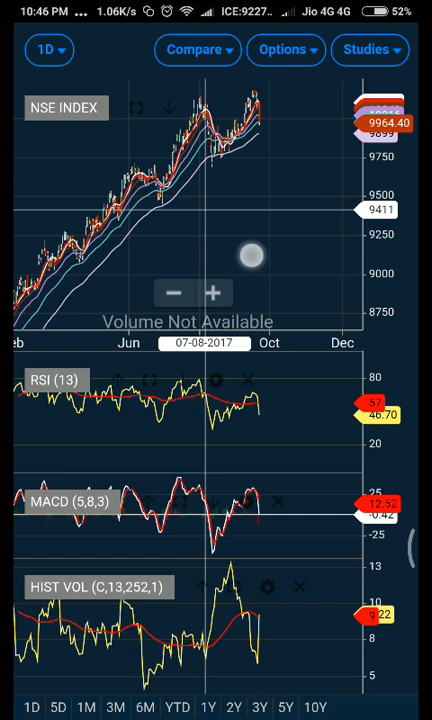 10:46 PM ... 1.06K/s ICE:9227.. Jio 4G 4G 52%
1D Compare Options Studies
NSE INDEX
9964.40
9899
9750
9500
9411
9250
9000
8750
Volume Not Available
eb Jun 07-08-2017 Oct Dec
RSI (13)
80
57
46.70
20
MACD (5,8,3)
25
12.52
-0.42
-25
HIST VOL (C,13,252,1)
13
10
9.22
8
5
1D 5D 1M 3M 6M YTD 1Y 2Y 3Y 5Y 10Y